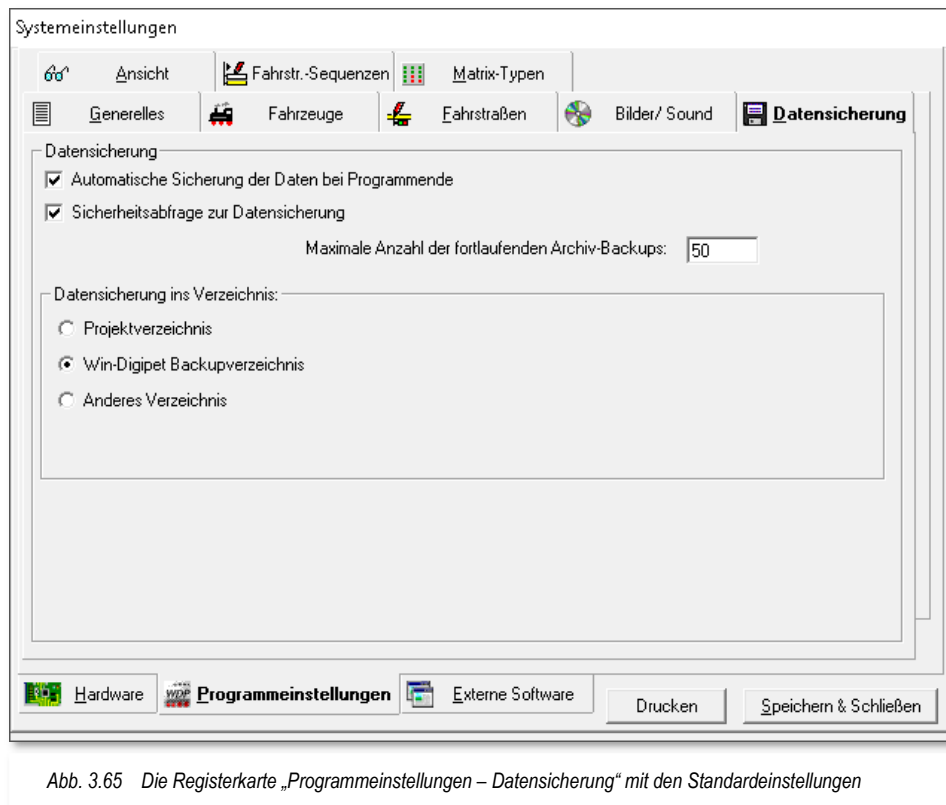 Systemeinstellungen
Ansicht Fahrstr.-Sequenzen Matrix-Typen
Generelles Fahrzeuge Fahrstraßen Bilder/ Sound Datensicherung
Datensicherung
Automatische Sicherung der Daten bei Programmende
Sicherheitsabfrage zur Datensicherung
Maximale Anzahl der fortlaufenden Archiv-Backups: 50
Datensicherung ins Verzeichnis:
Projektverzeichnis
Win-Digipet Backupverzeichnis
Anderes Verzeichnis
Hardware WDP Programmeinstellungen Externe Software Drucken Speichern & Schließen
Abb. 3.65 Die Registerkarte „Programmeinstellungen – Datensicherung“ mit den Standardeinstellungen